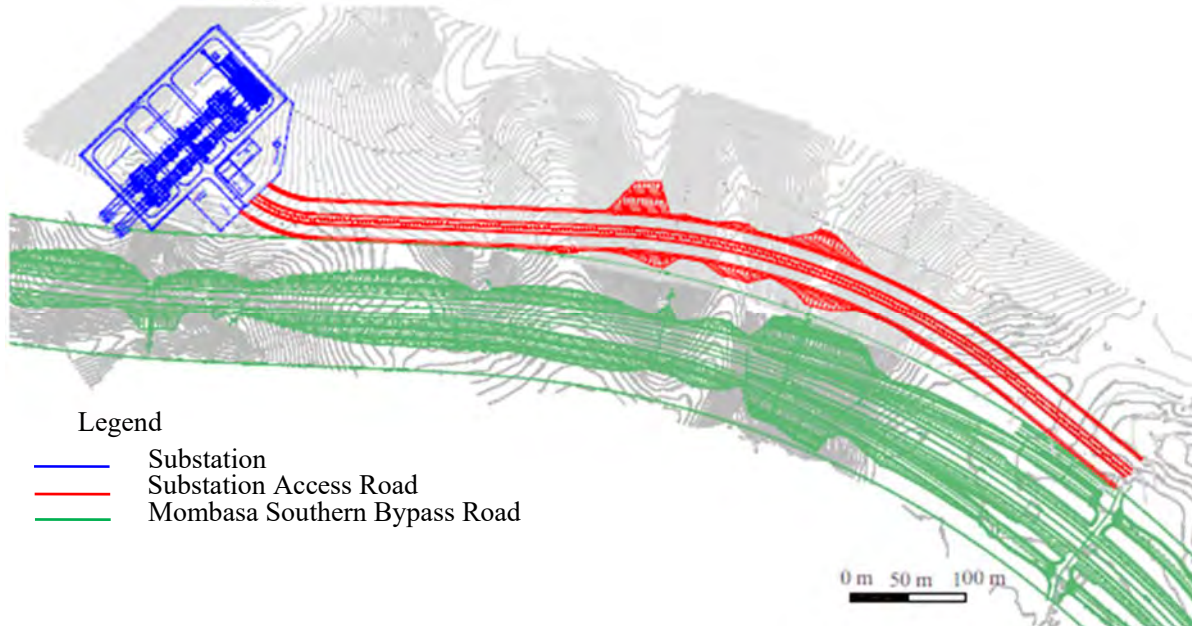 Legend
Substation
Substation Access Road
Mombasa Southern Bypass Road
0 m 50 m 100 m